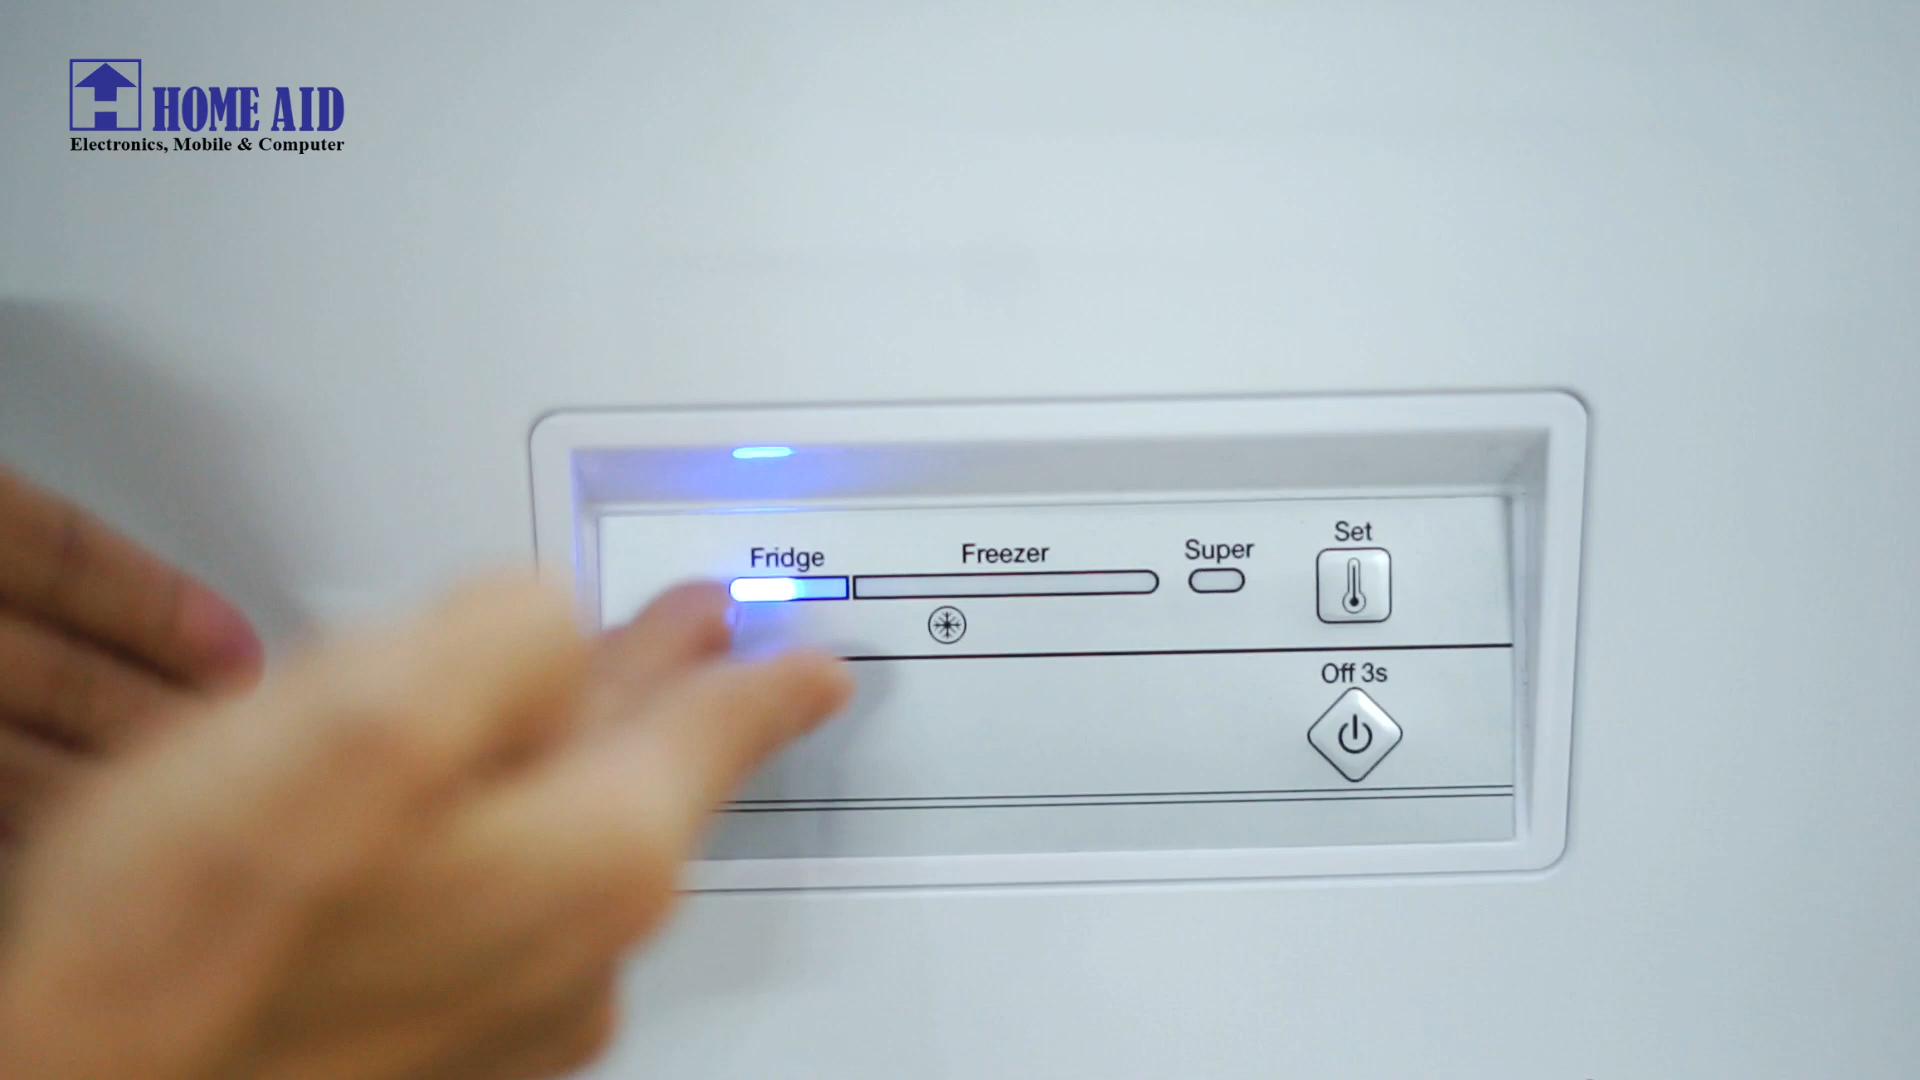 HOME AID
Electronics, Mobile & Computer
Fridge Freezer Super Set
Off 3s